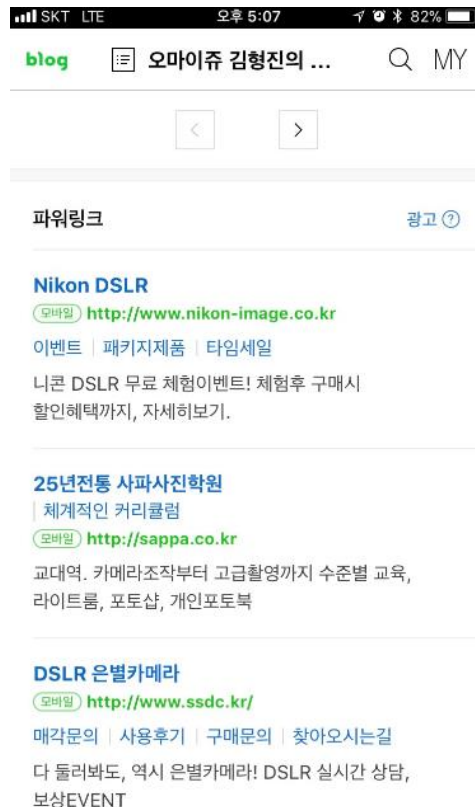 SKT LTE 오후 5:07 82%
blog 오마이쥬 김형진의 ... MY
< >
파워링크 광고 ?
Nikon DSLR
모바일 http://www.nikon-image.co.kr
이벤트 | 패키지제품 | 타임세일
니콘 DSLR 무료 체험이벤트! 체험후 구매시
할인혜택까지, 자세히보기.
25년전통 사파사진학원
| 체계적인 커리큘럼
모바일 http://sappa.co.kr
교대역. 카메라조작부터 고급촬영까지 수준별 교육,
라이트룸, 포토샵, 개인포토북
DSLR 은별카메라
모바일 http://www.ssdc.kr/
매각문의 | 사용후기 | 구매문의 | 찾아오시는길
다 둘러봐도, 역시 은별카메라! DSLR 실시간 상담,
보상EVENT